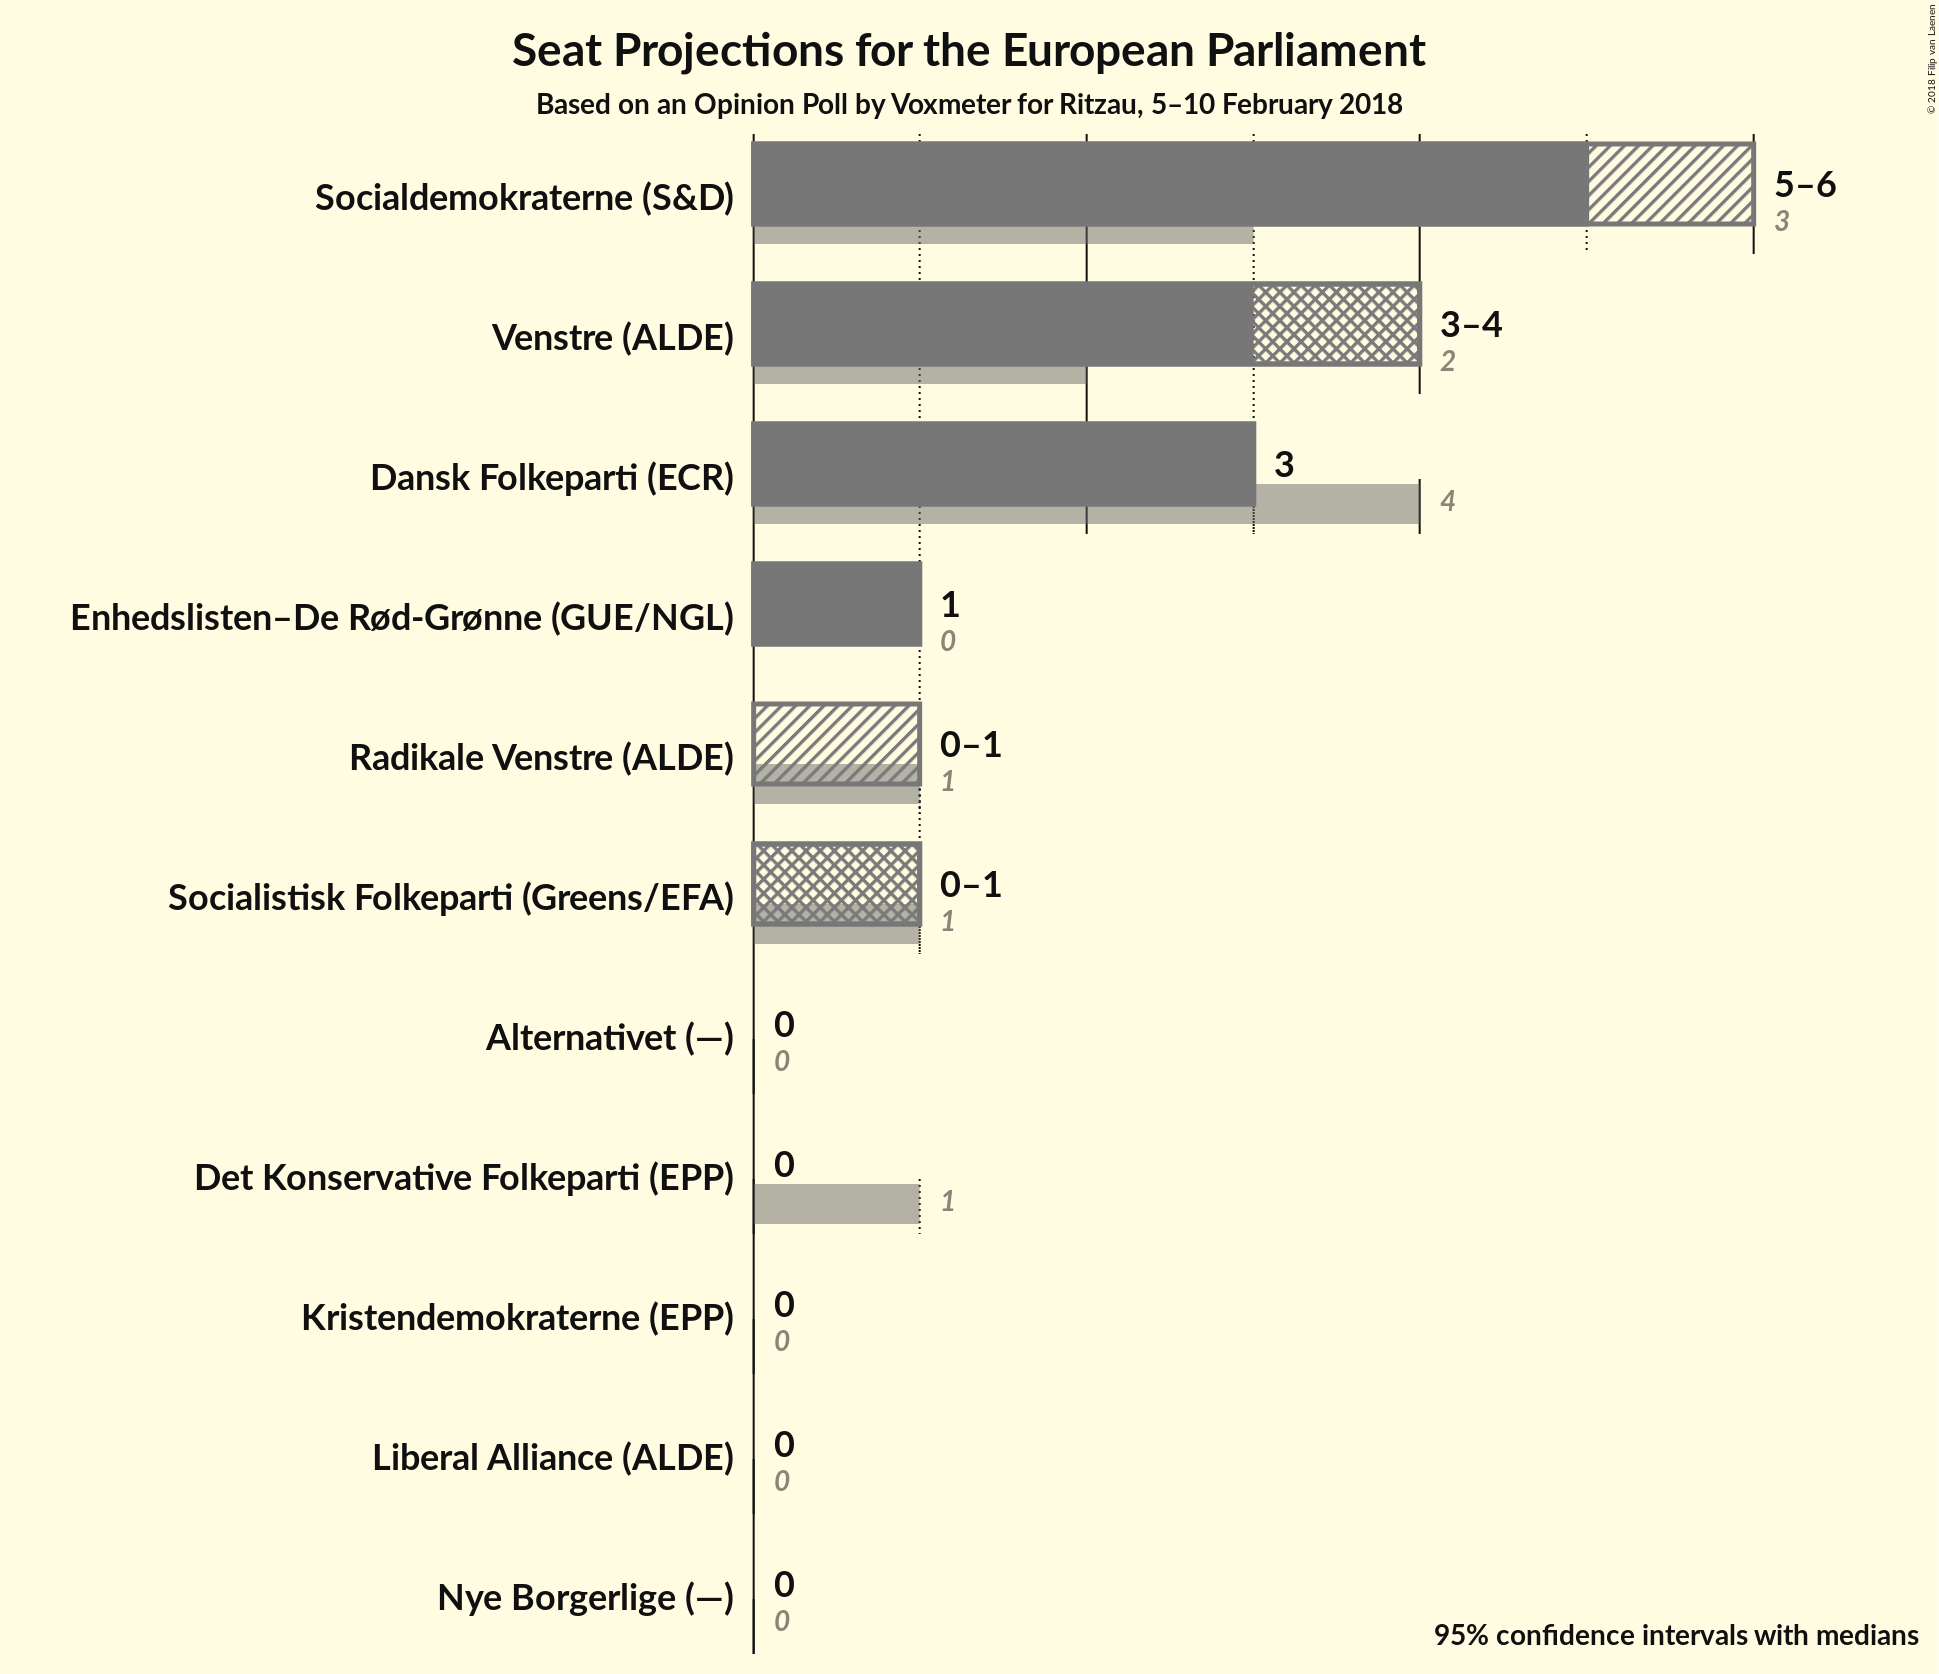 Seat Projections for the European Parliament
Based on an Opinion Poll by Voxmeter for Ritzau, 5–10 February 2018
© 2018 Filip van Laenen
Socialdemokraterne (S&D)
5–6
3
Venstre (ALDE)
3–4
2
Dansk Folkeparti (ECR)
3
4
Enhedslisten–De Rød-Grønne (GUE/NGL)
1
0
Radikale Venstre (ALDE)
0–1
1
Socialistisk Folkeparti (Greens/EFA)
0–1
1
Alternativet (—)
0
0
Det Konservative Folkeparti (EPP)
0
1
Kristendemokraterne (EPP)
0
0
Liberal Alliance (ALDE)
0
0
Nye Borgerlige (—)
0
0
95% confidence intervals with medians